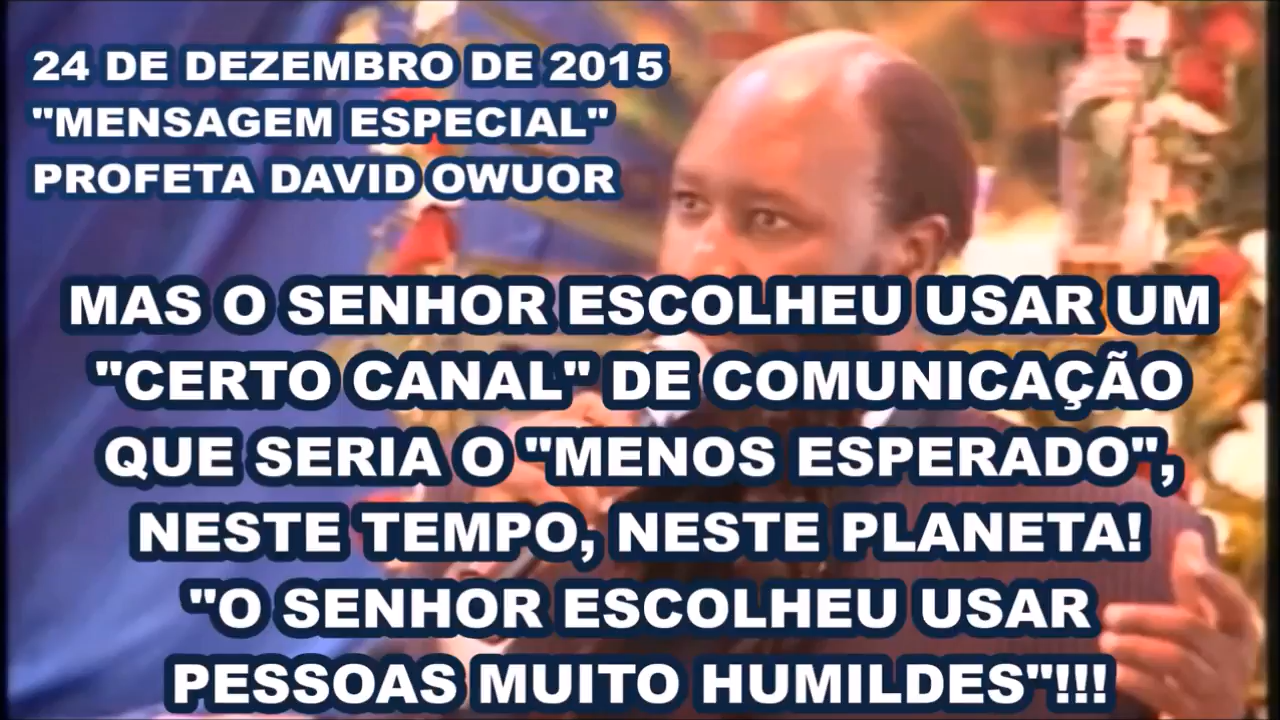 24 DE DEZEMBRO DE 2015
"MENSAGEM ESPECIAL"
PROFETA DAVID OWUOR
MAS O SENHOR ESCOLHEU USAR UM
"CERTO CANAL" DE COMUNICAÇÃO
QUE SERIA O "MENOS ESPERADO",
NESTE TEMPO, NESTE PLANETA!
"O SENHOR ESCOLHEU USAR
PESSOAS MUITO HUMILDES"!!!